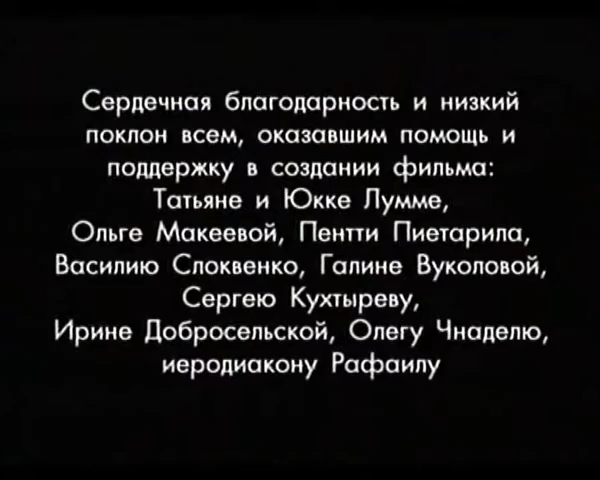 Сердечная благодарность и низкий
поклон всем, оказавшим помощь и
поддержку в создании фильма:
Татьяне и Юкке Лумме,
Ольге Макеевой, Пентти Пиетарила,
Василию Слоквенко, Галине Вуколовой,
Сергею Кухтыреву,
Ирине Добросельской, Олегу Чнаделю,
иеродиакону Рафаилу